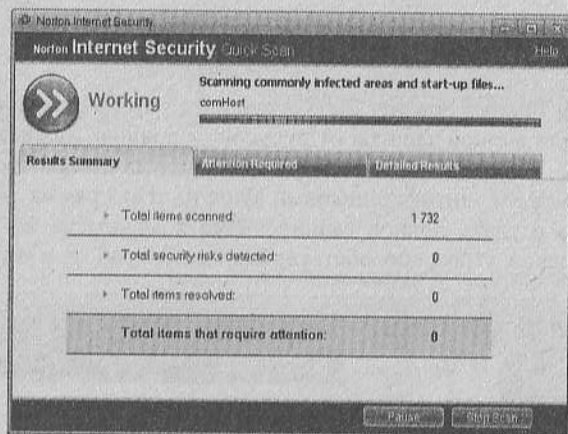 Norton Internet Security
Norton Internet Security Quick Scan
Help
Scanning commonly infected areas and start-up files...
Working
comHost
Results Summary
Attention Required
Detailed Results
Total items scanned: 1 732
Total security risks detected: 0
Total items resolved: 0
Total items that require attention: 0
Pause
Stop Scan